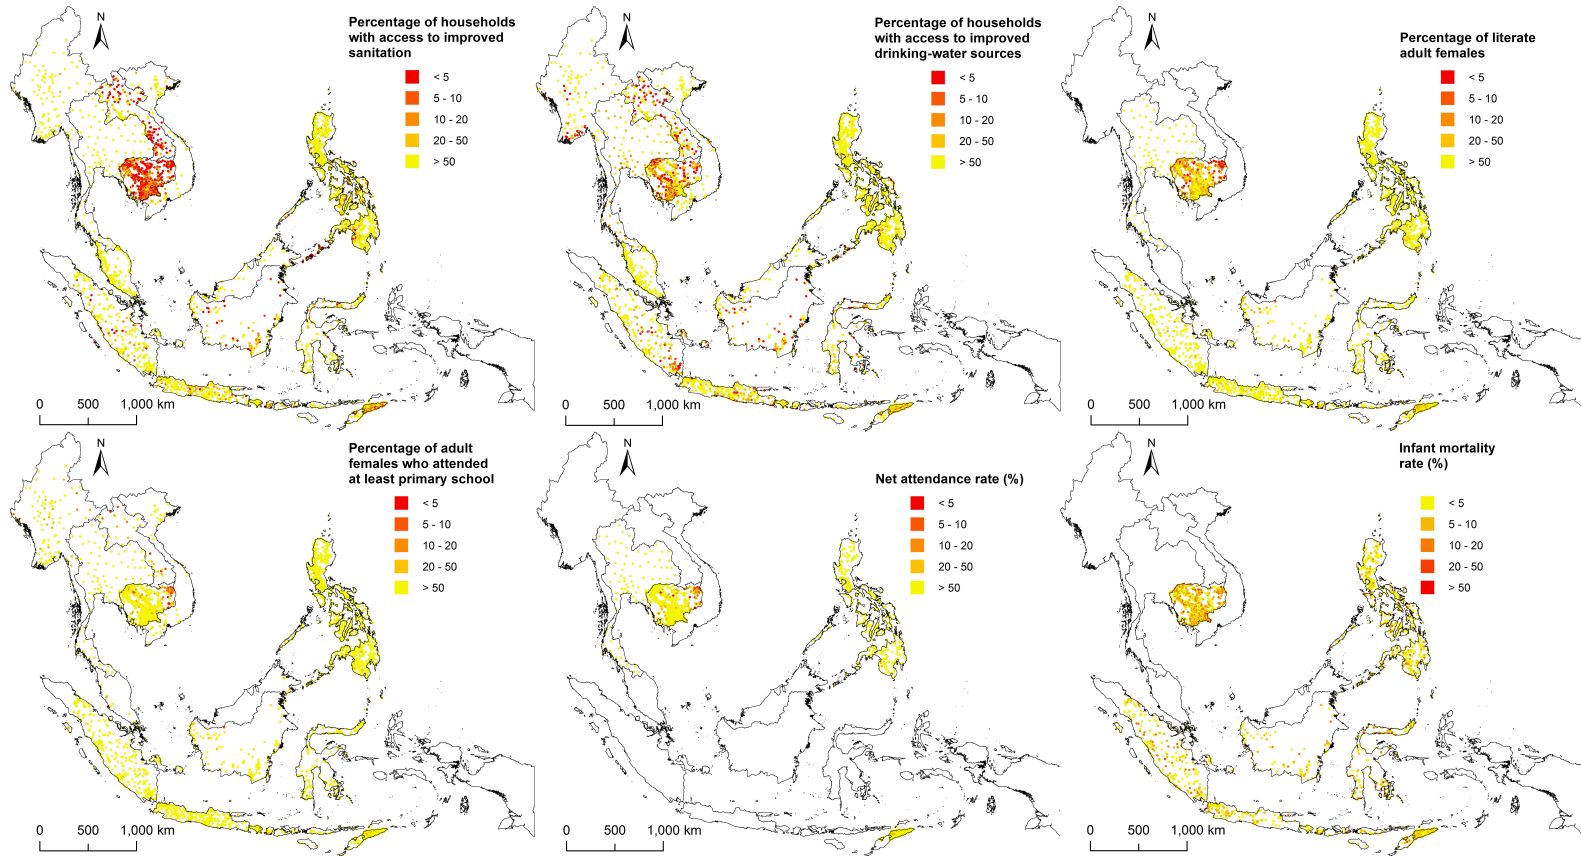 N
Percentage of households
with access to improved
sanitation
< 5
5 - 10
10 - 20
20 - 50
> 50
0 500 1,000 km
N
Percentage of households
with access to improved
drinking-water sources
< 5
5 - 10
10 - 20
20 - 50
> 50
0 500 1,000 km
N
Percentage of literate
adult females
< 5
5 - 10
10 - 20
20 - 50
> 50
0 500 1,000 km
N
Percentage of adult
females who attended
at least primary school
< 5
5 - 10
10 - 20
20 - 50
> 50
0 500 1,000 km
N
Net attendance rate (%)
< 5
5 - 10
10 - 20
20 - 50
> 50
0 500 1,000 km
N
Infant mortality
rate (%)
< 5
5 - 10
10 - 20
20 - 50
> 50
0 500 1,000 km